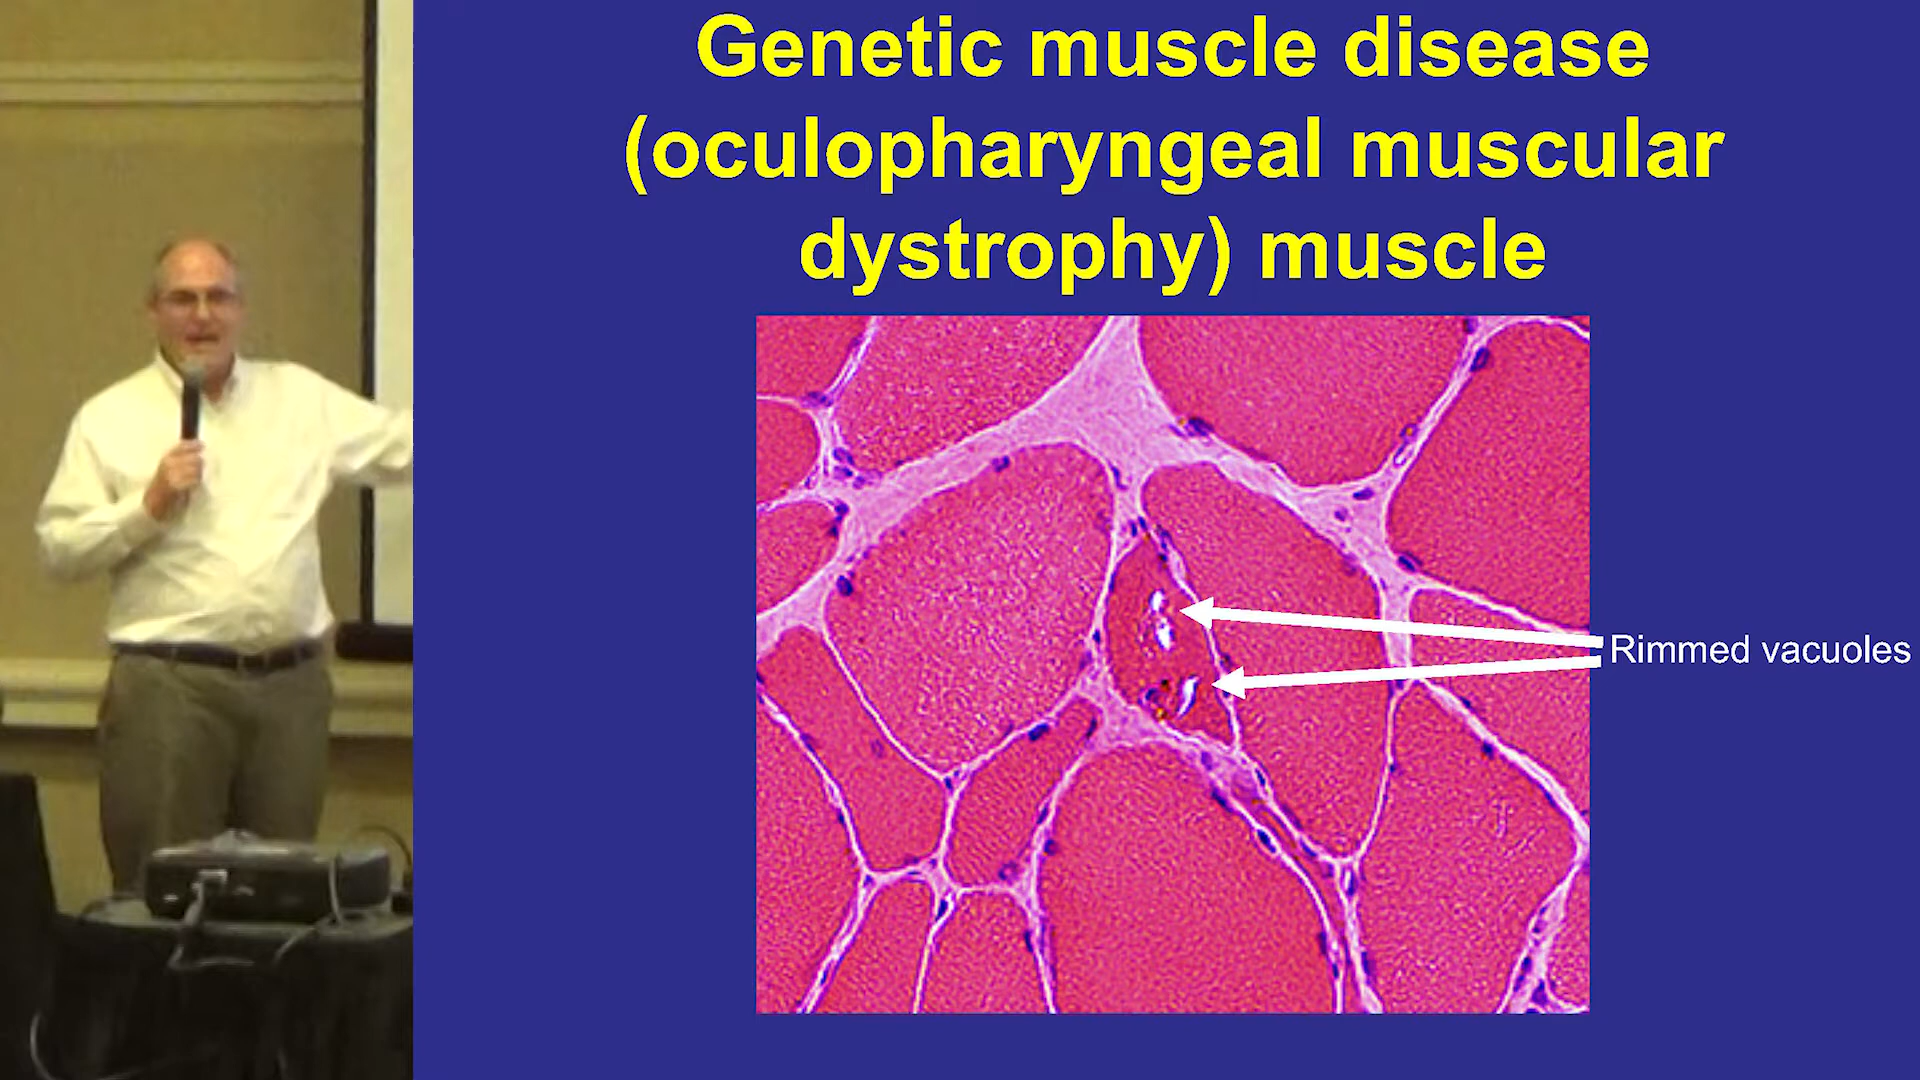 Genetic muscle disease
(oculopharyngeal muscular
dystrophy) muscle
Rimmed vacuoles